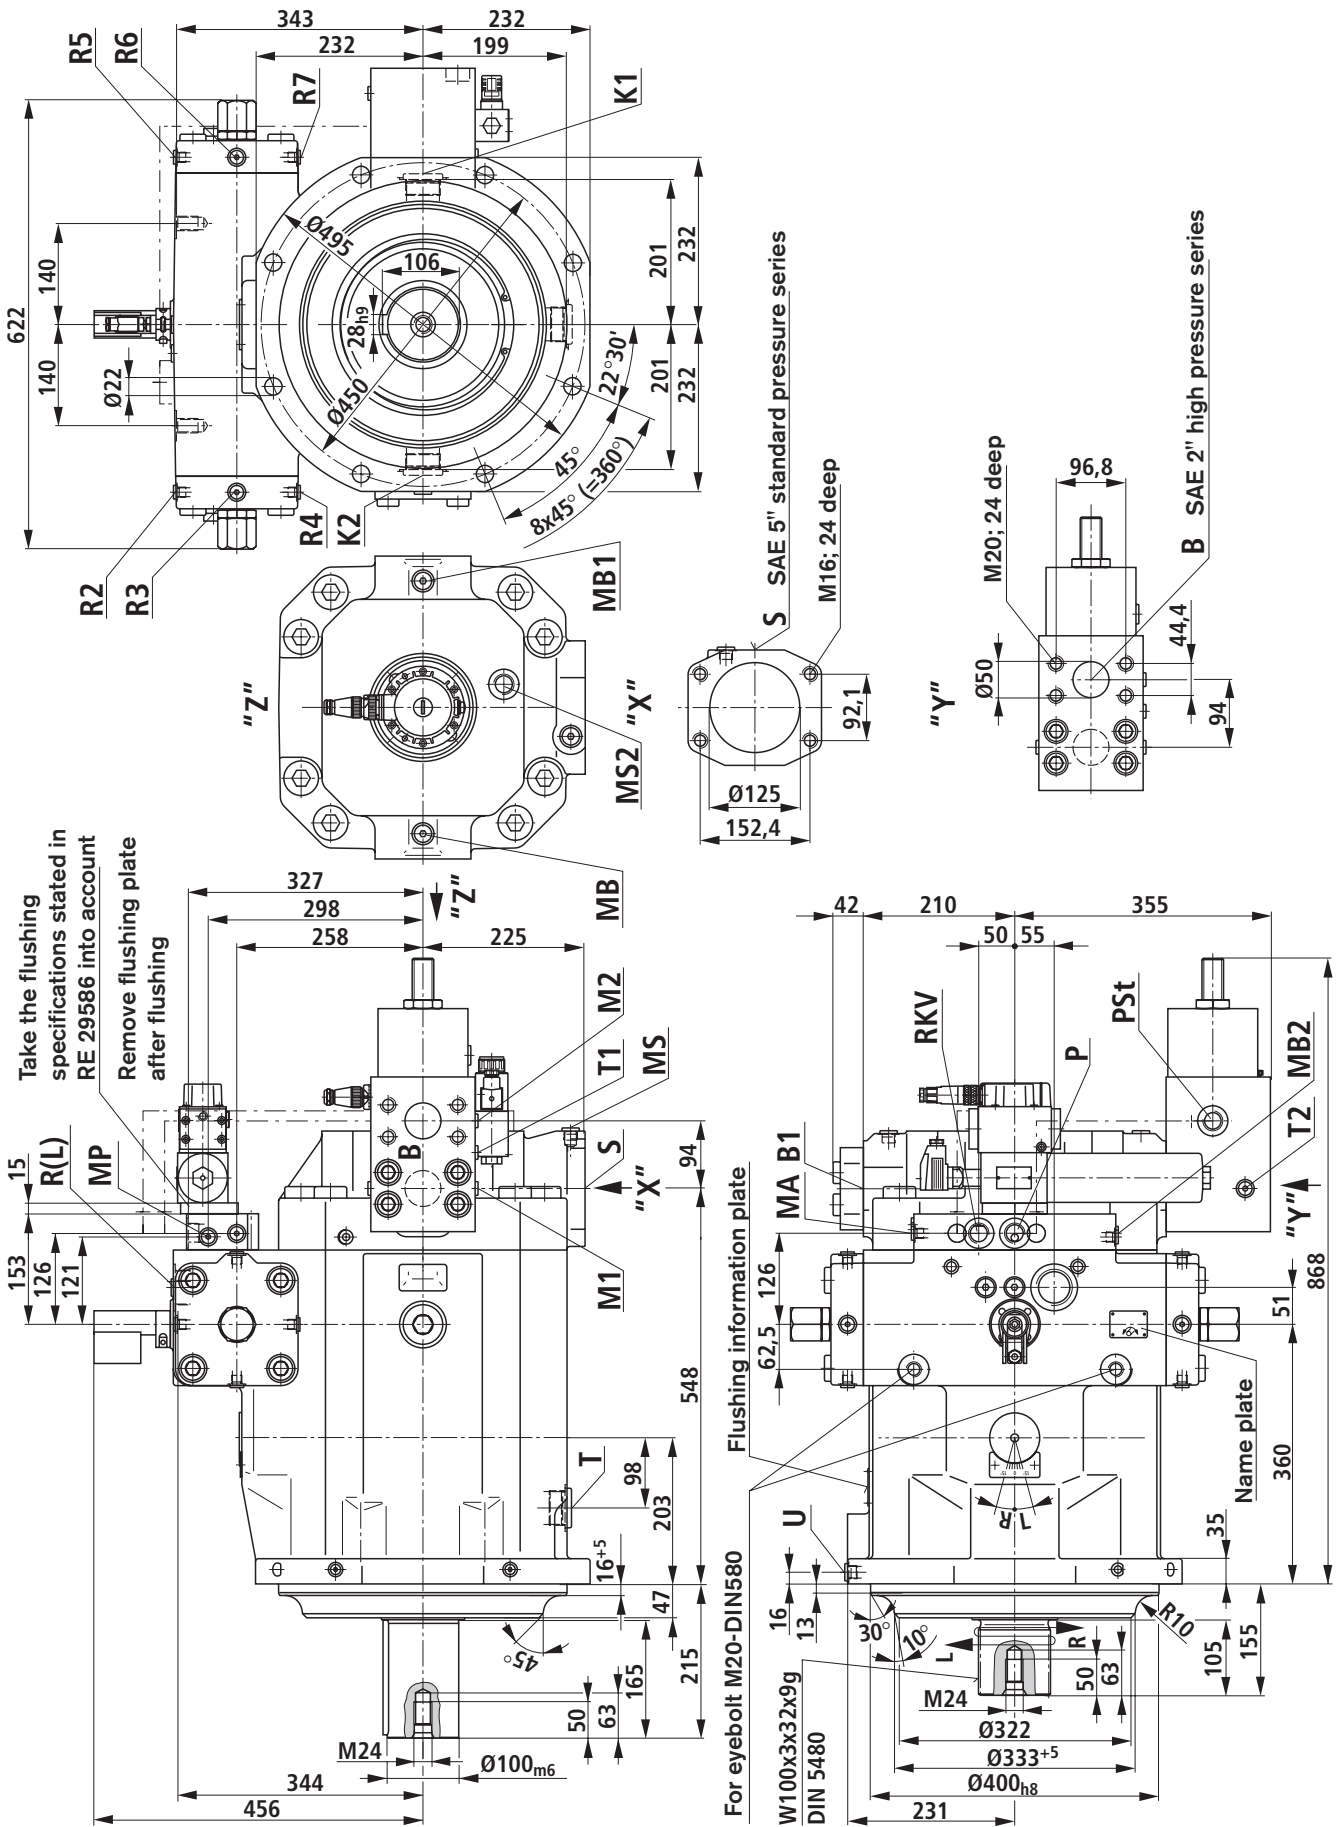 343
232
232
199
R5
R6
R7
K1
622
140
140
Ø22
Ø495
106
28h9
Ø450
201
232
201
232
22°30'
45°
8x45° (=360°)
R2
R3
R4
K2
MB1
"Z"
"X"
MS2
MB
S SAE 5" standard pressure series
M16; 24 deep
92,1
Ø125
152,4
"Y"
M20; 24 deep
96,8
B SAE 2" high pressure series
Ø50
44,4
94
Take the flushing
specifications stated in
RE 29586 into account
Remove flushing plate
after flushing
327
298
258
225
"Z"
M2
T1
MS
S
"X"
M1
B
R(L)
MP
15
153
126
121
94
548
T
98
203
16+5
47
45°
165
215
50
63
M24
Ø100m6
344
456
42
210
355
50
55
RKV
P
PSt
MB2
T2
"Y"
868
B1
MA
126
62,5
51
360
Flushing information plate
Name plate
For eyebolt M20-DIN580
U
L
R
35
16
13
30°
10°
R10
L
R
105
155
50
63
M24
W100x3x32x9g
DIN 5480
Ø322
Ø333+5
Ø400h8
231